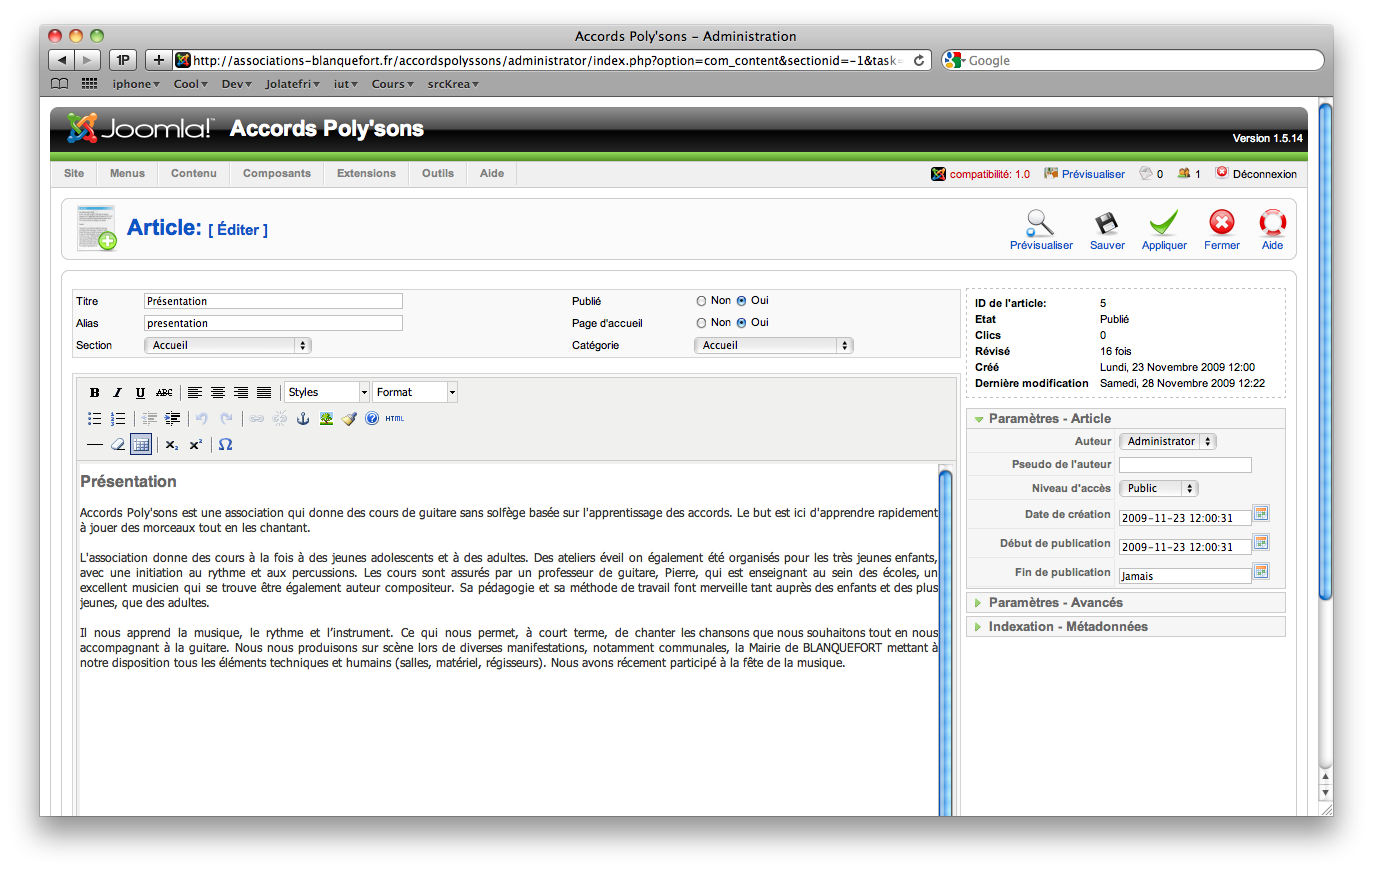 Accords Poly'sons – Administration
1P
http://associations-blanquefort.fr/accordspolyssons/administrator/index.php?option=com_content&sectionid=-1&task=
Google
iphone Cool Dev Jolatefri iut Cours srcKrea
Joomla!™ Accords Poly'sons
Version 1.5.14
Site Menus Contenu Composants Extensions Outils Aide
compatibilité: 1.0 Prévisualiser 0 1 Déconnexion
Article: [ Éditer ]
Prévisualiser Sauver Appliquer Fermer Aide
Titre Présentation Publié Non Oui
Alias presentation Page d'accueil Non Oui
Section Accueil Catégorie Accueil
B I U ABC Styles Format
HTML
x₂ x² Ω
Présentation
Accords Poly'sons est une association qui donne des cours de guitare sans solfège basée sur l'apprentissage des accords. Le but est ici d'apprendre rapidement
à jouer des morceaux tout en les chantant.
L'association donne des cours à la fois à des jeunes adolescents et à des adultes. Des ateliers éveil on également été organisés pour les très jeunes enfants,
avec une initiation au rythme et aux percussions. Les cours sont assurés par un professeur de guitare, Pierre, qui est enseignant au sein des écoles, un
excellent musicien qui se trouve être également auteur compositeur. Sa pédagogie et sa méthode de travail font merveille tant auprès des enfants et des plus
jeunes, que des adultes.
Il nous apprend la musique, le rythme et l'instrument. Ce qui nous permet, à court terme, de chanter les chansons que nous souhaitons tout en nous
accompagnant à la guitare. Nous nous produisons sur scène lors de diverses manifestations, notamment communales, la Mairie de BLANQUEFORT mettant à
notre disposition tous les éléments techniques et humains (salles, matériel, régisseurs). Nous avons récement participé à la fête de la musique.
ID de l'article: 5
Etat Publié
Clics 0
Révisé 16 fois
Créé Lundi, 23 Novembre 2009 12:00
Dernière modification Samedi, 28 Novembre 2009 12:22
Paramètres - Article
Auteur Administrator
Pseudo de l'auteur
Niveau d'accès Public
Date de création 2009-11-23 12:00:31
Début de publication 2009-11-23 12:00:31
Fin de publication Jamais
Paramètres - Avancés
Indexation - Métadonnées